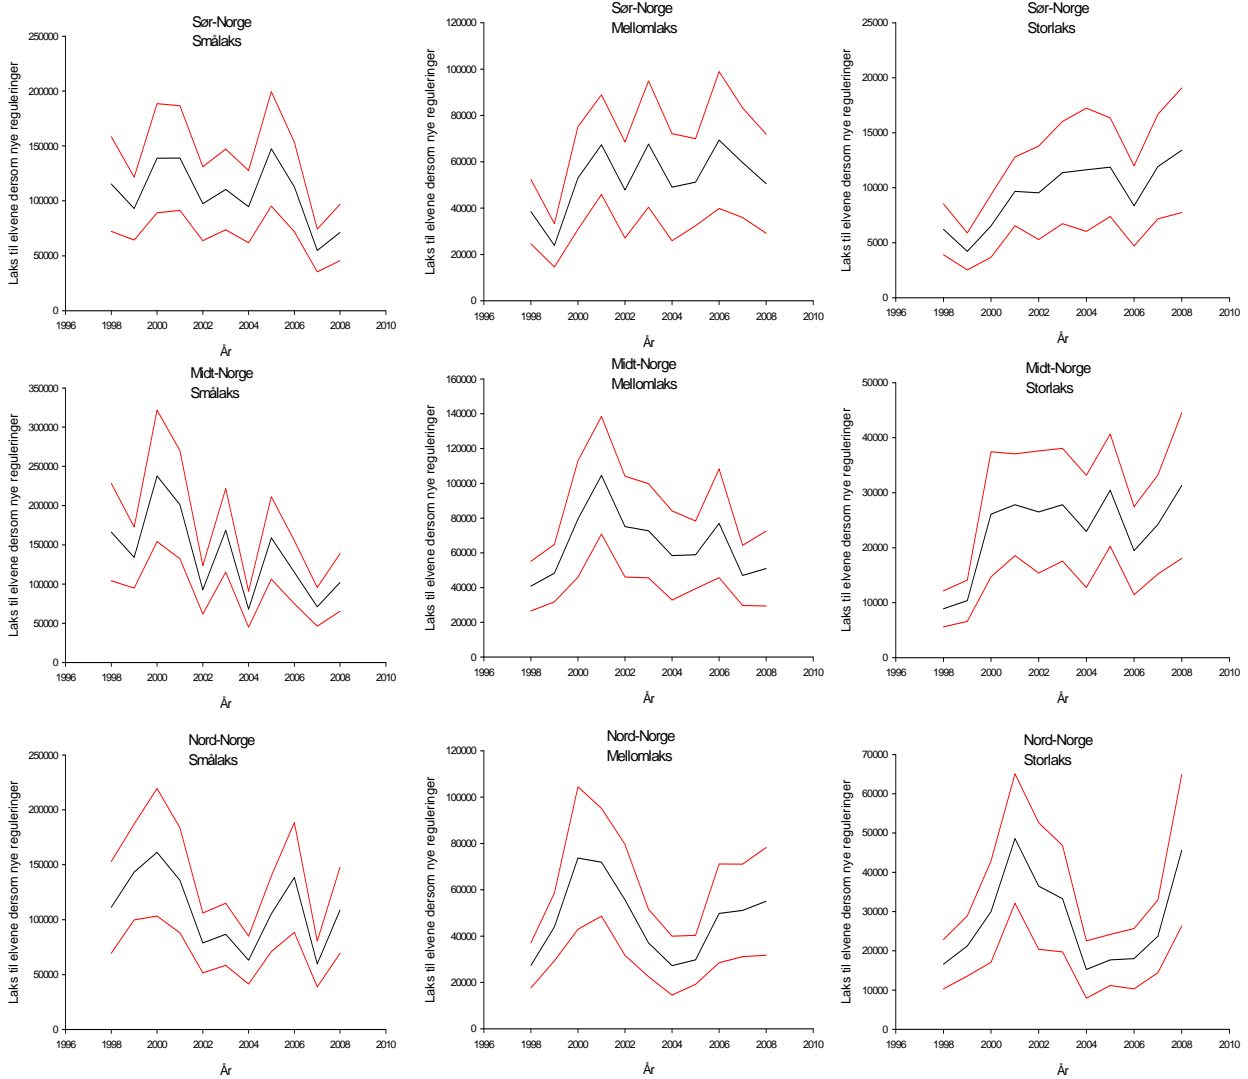 Sør-Norge
Smålaks
Laks til elvene dersom nye reguleringer
250000
200000
150000
100000
50000
0
1996 1998 2000 2002 2004 2006 2008 2010
År
Sør-Norge
Mellomlaks
Laks til elvene dersom nye reguleringer
120000
100000
80000
60000
40000
20000
0
1996 1998 2000 2002 2004 2006 2008 2010
År
Sør-Norge
Storlaks
Laks til elvene dersom nye reguleringer
25000
20000
15000
10000
5000
0
1996 1998 2000 2002 2004 2006 2008 2010
År
Midt-Norge
Smålaks
Laks til elvene dersom nye reguleringer
350000
300000
250000
200000
150000
100000
50000
0
1996 1998 2000 2002 2004 2006 2008 2010
År
Midt-Norge
Mellomlaks
Laks til elvene dersom nye reguleringer
160000
140000
120000
100000
80000
60000
40000
20000
0
1996 1998 2000 2002 2004 2006 2008 2010
År
Midt-Norge
Storlaks
Laks til elvene dersom nye reguleringer
50000
40000
30000
20000
10000
0
1996 1998 2000 2002 2004 2006 2008 2010
År
Nord-Norge
Smålaks
Laks til elvene dersom nye reguleringer
250000
200000
150000
100000
50000
0
1996 1998 2000 2002 2004 2006 2008 2010
År
Nord-Norge
Mellomlaks
Laks til elvene dersom nye reguleringer
120000
100000
80000
60000
40000
20000
0
1996 1998 2000 2002 2004 2006 2008 2010
År
Nord-Norge
Storlaks
Laks til elvene dersom nye reguleringer
70000
60000
50000
40000
30000
20000
10000
0
1996 1998 2000 2002 2004 2006 2008 2010
År